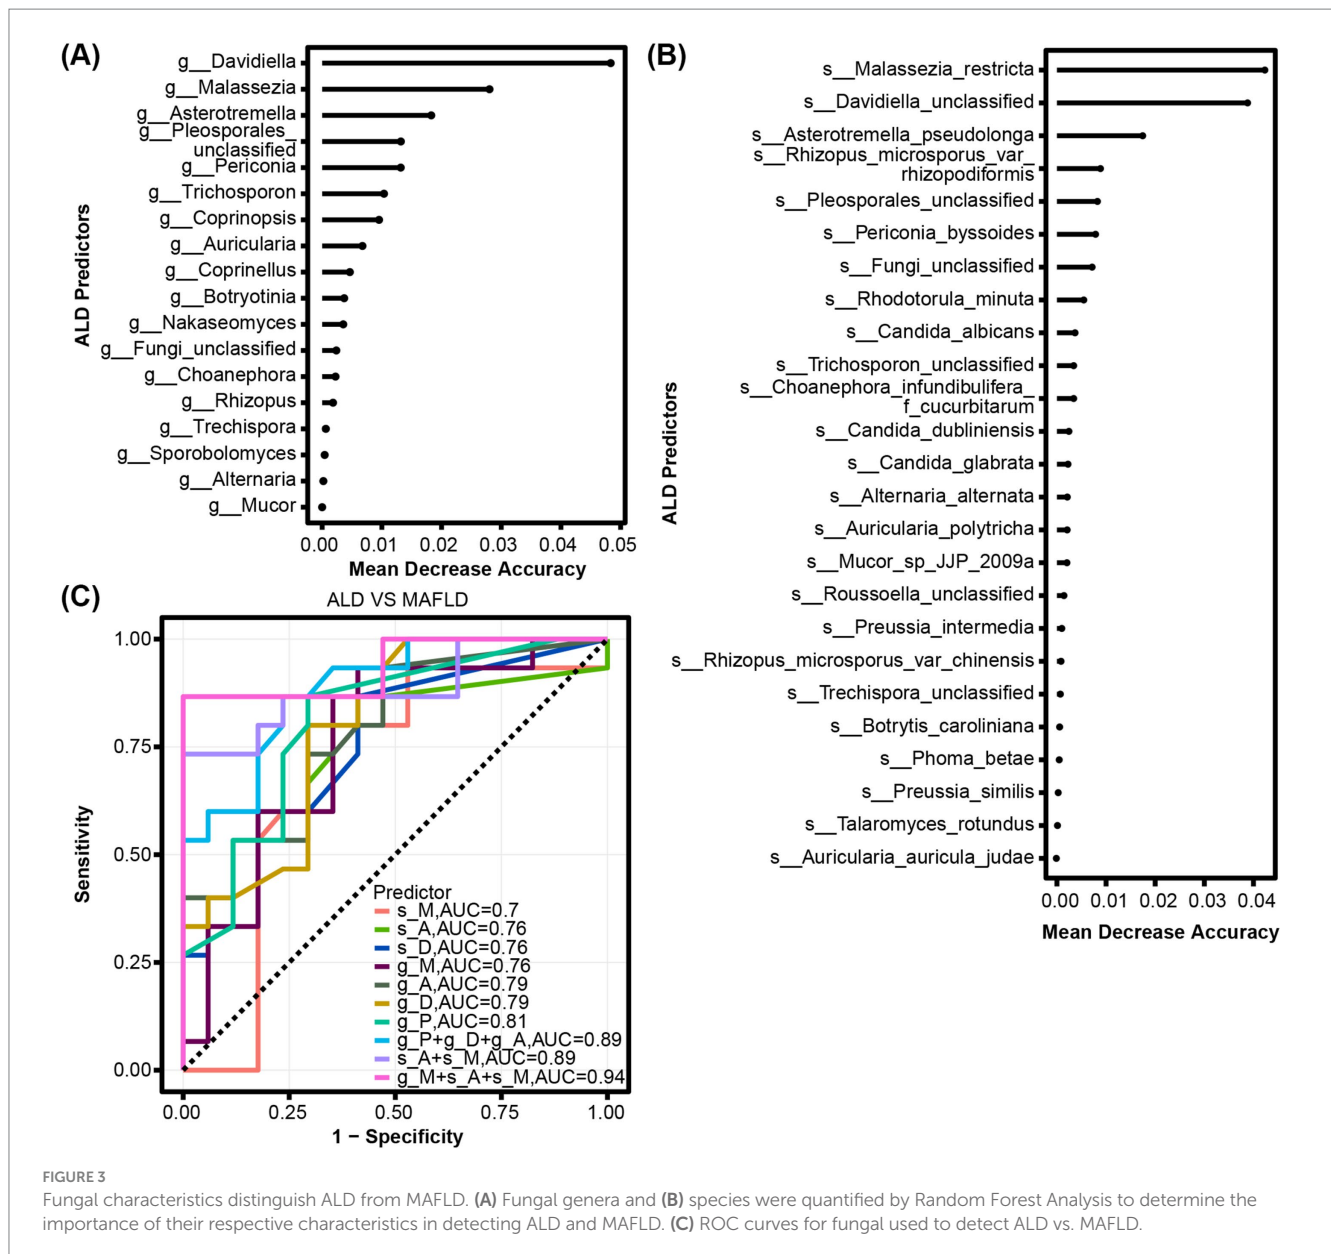 (A)
g__Davidiella
g__Malassezia
g__Asterotremella
g__Pleosporales_
unclassified
g__Periconia
g__Trichosporon
g__Coprinopsis
g__Auricularia
g__Coprinellus
g__Botryotinia
g__Nakaseomyces
g__Fungi_unclassified
g__Choanephora
g__Rhizopus
g__Trechispora
g__Sporobolomyces
g__Alternaria
g__Mucor
ALD Predictors
0.00 0.01 0.02 0.03 0.04 0.05
Mean Decrease Accuracy
(B)
s__Malassezia_restricta
s__Davidiella_unclassified
s__Asterotremella_pseudolonga
s__Rhizopus_microsporus_var_
rhizopodiformis
s__Pleosporales_unclassified
s__Periconia_byssoides
s__Fungi_unclassified
s__Rhodotorula_minuta
s__Candida_albicans
s__Trichosporon_unclassified
s__Choanephora_infundibulifera_
f_cucurbitarum
s__Candida_dubliniensis
s__Candida_glabrata
s__Alternaria_alternata
s__Auricularia_polytricha
s__Mucor_sp_JJP_2009a
s__Roussoella_unclassified
s__Preussia_intermedia
s__Rhizopus_microsporus_var_chinensis
s__Trechispora_unclassified
s__Botrytis_caroliniana
s__Phoma_betae
s__Preussia_similis
s__Talaromyces_rotundus
s__Auricularia_auricula_judae
ALD Predictors
0.00 0.01 0.02 0.03 0.04
Mean Decrease Accuracy
(C)
ALD VS MAFLD
1.00
0.75
0.50
0.25
0.00
Sensitivity
Predictor
s_M,AUC=0.7
s_A,AUC=0.76
s_D,AUC=0.76
g_M,AUC=0.76
g_A,AUC=0.79
g_D,AUC=0.79
g_P,AUC=0.81
g_P+g_D+g_A,AUC=0.89
s_A+s_M,AUC=0.89
g_M+s_A+s_M,AUC=0.94
0.00 0.25 0.50 0.75 1.00
1 − Specificity
FIGURE 3
Fungal characteristics distinguish ALD from MAFLD. (A) Fungal genera and (B) species were quantified by Random Forest Analysis to determine the
importance of their respective characteristics in detecting ALD and MAFLD. (C) ROC curves for fungal used to detect ALD vs. MAFLD.